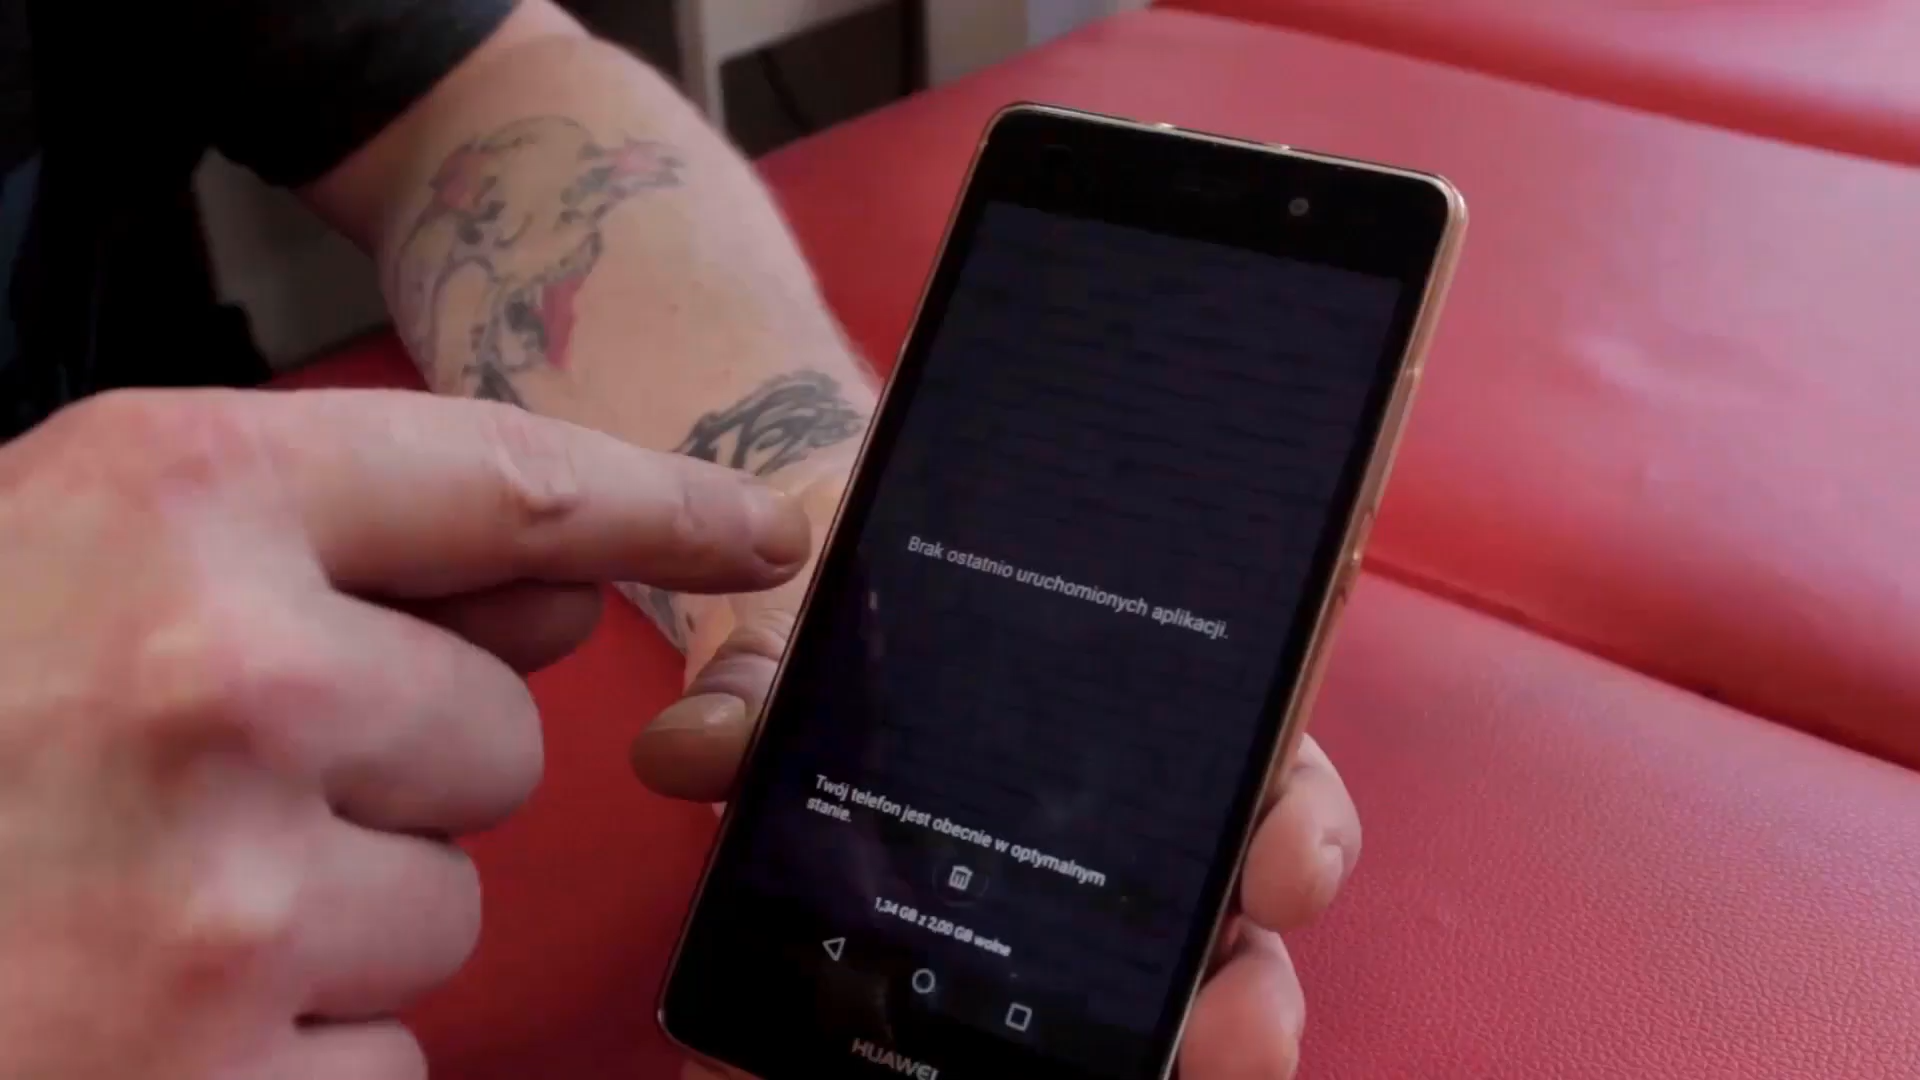 Brak ostatnio uruchomionych aplikacji.
Twój telefon jest obecnie w optymalnym
stanie.
1,34 GB z 2,00 GB wolne
HUAWEI